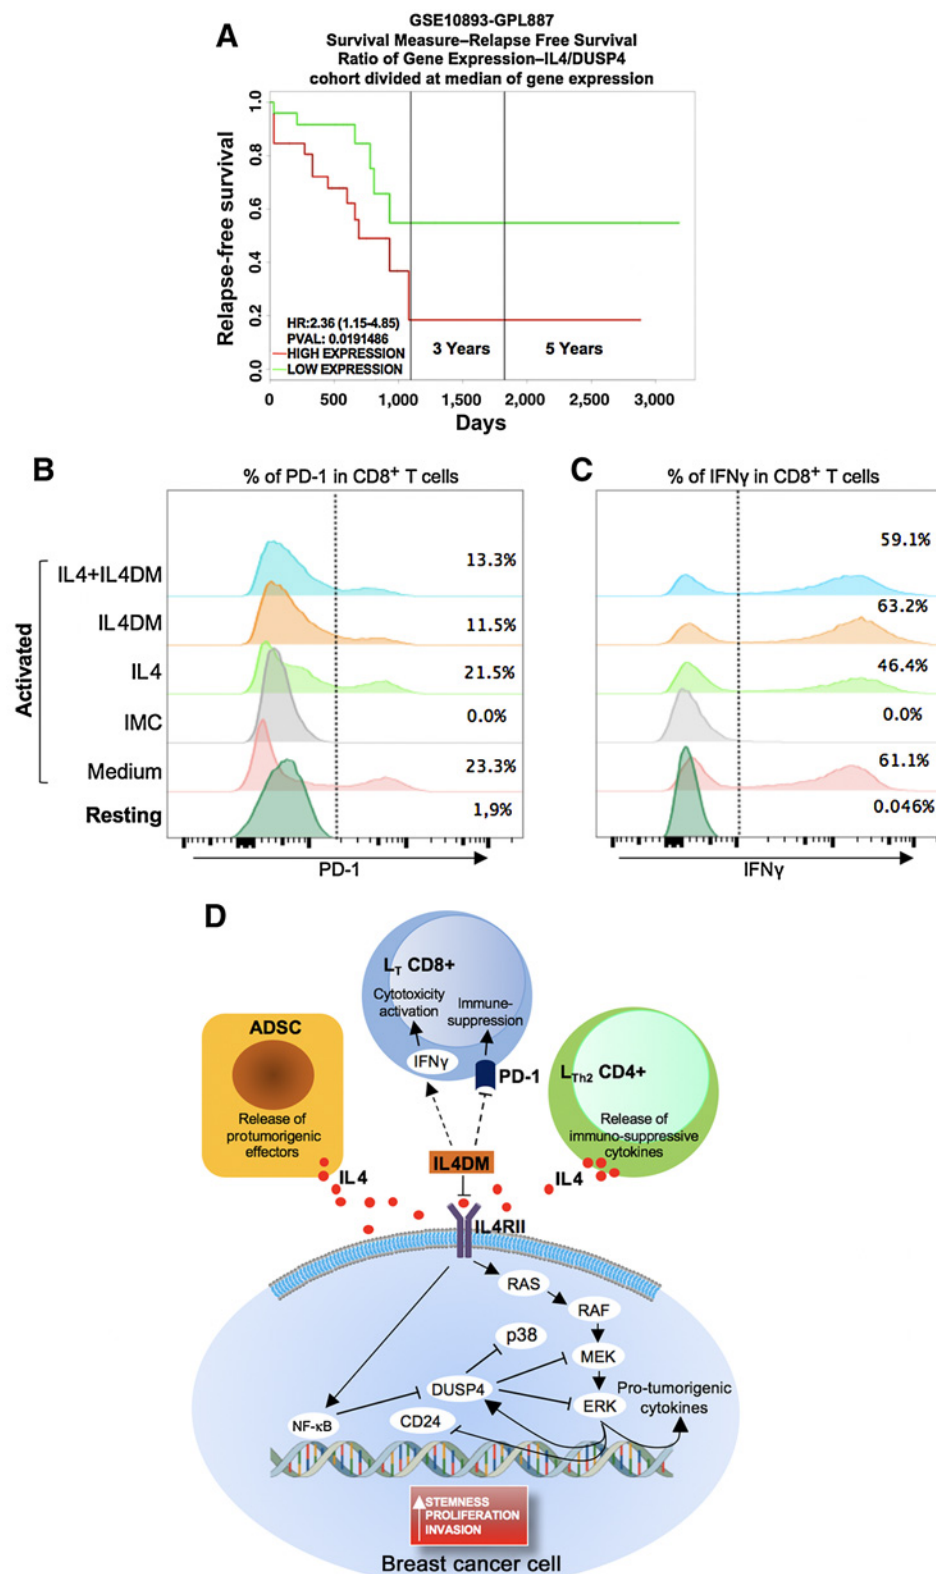 A
GSE10893-GPL887
Survival Measure–Relapse Free Survival
Ratio of Gene Expression–IL4/DUSP4
cohort divided at median of gene expression
Relapse-free survival
1.0
0.8
0.6
0.4
0.2
0.0
HR:2.36 (1.15-4.85)
PVAL: 0.0191486
HIGH EXPRESSION
LOW EXPRESSION
3 Years
5 Years
0 500 1,000 1,500 2,000 2,500 3,000
Days
B
% of PD-1 in CD8+ T cells
Activated
IL4+IL4DM 13.3%
IL4DM 11.5%
IL4 21.5%
IMC 0.0%
Medium 23.3%
Resting 1,9%
PD-1
C
% of IFNγ in CD8+ T cells
59.1%
63.2%
46.4%
0.0%
61.1%
0.046%
IFNγ
D
LT CD8+
Cytotoxicity
activation
Immune-
suppression
IFNγ
PD-1
ADSC
Release of
protumorigenic
effectors
LTh2 CD4+
Release of
immuno-suppressive
cytokines
IL4DM
IL4
IL4
IL4RII
RAS
RAF
p38
MEK
DUSP4
ERK
Pro-tumorigenic
cytokines
NF-κB
CD24
STEMNESS
PROLIFERATION
INVASION
Breast cancer cell